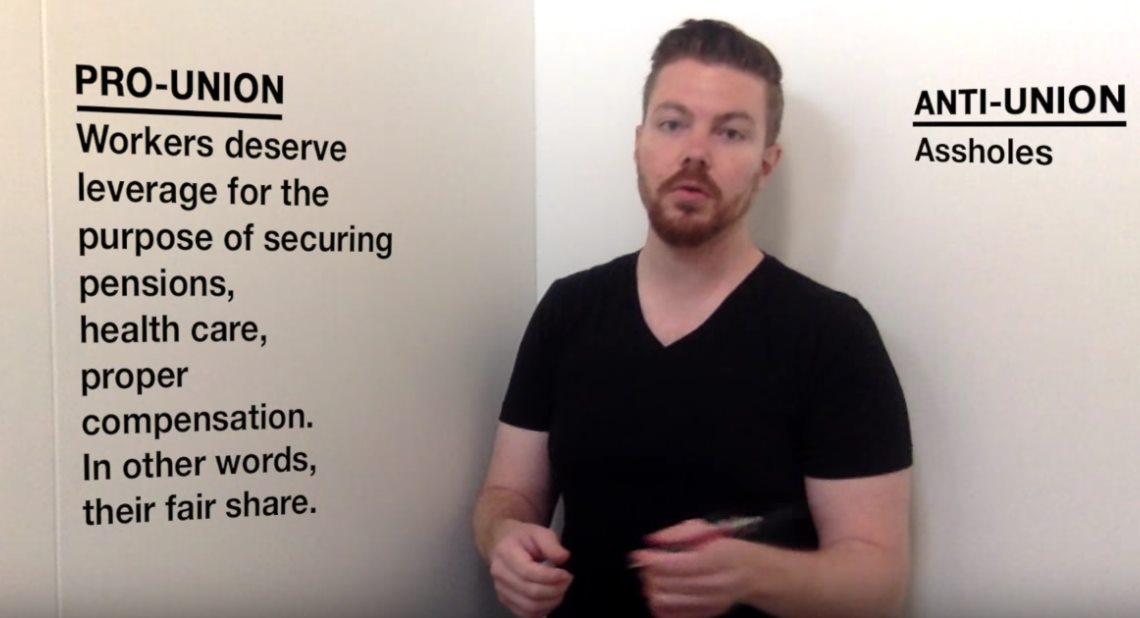 PRO-UNION
Workers deserve
leverage for the
purpose of securing
pensions,
health care,
proper
compensation.
In other words,
their fair share.
ANTI-UNION
Assholes